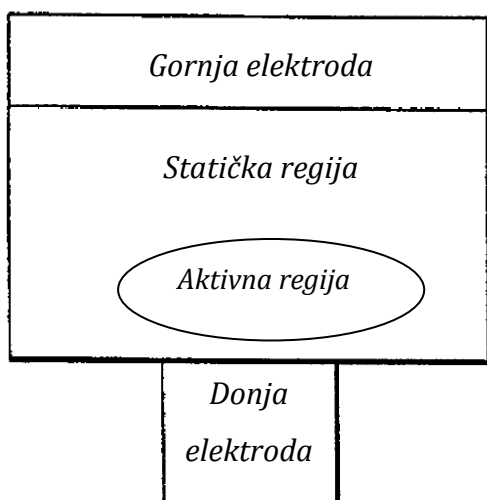 Gornja elektroda
Statička regija
Aktivna regija
Donja
elektroda